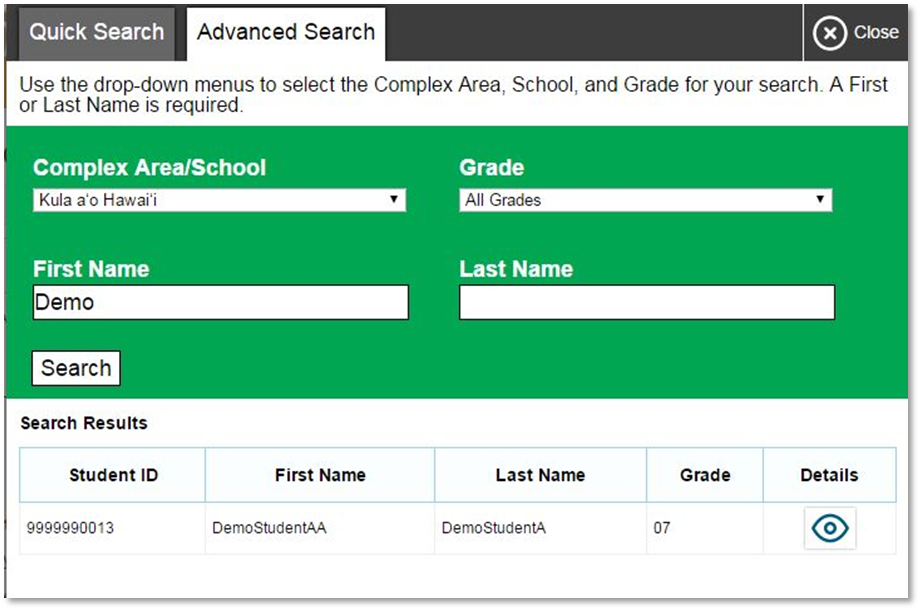 Quick Search
Advanced Search
Close
Use the drop-down menus to select the Complex Area, School, and Grade for your search. A First
or Last Name is required.
Complex Area/School
Grade
Kula aʻo Hawaiʻi
All Grades
First Name
Last Name
Demo
Search
Search Results
Student ID First Name Last Name Grade Details
9999990013 DemoStudentAA DemoStudentA 07